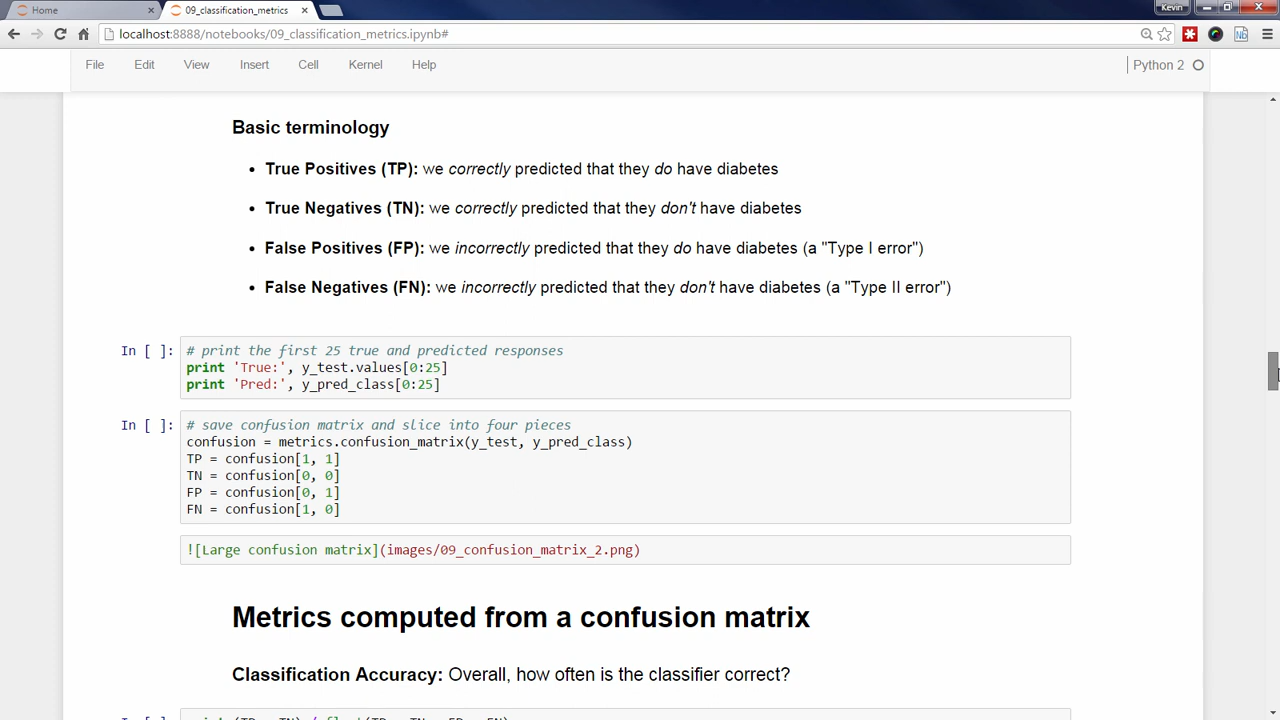 Home
09_classification_metrics
Kevin
localhost:8888/notebooks/09_classification_metrics.ipynb#
File Edit View Insert Cell Kernel Help Python 2
Basic terminology
• True Positives (TP): we correctly predicted that they do have diabetes
• True Negatives (TN): we correctly predicted that they don't have diabetes
• False Positives (FP): we incorrectly predicted that they do have diabetes (a "Type I error")
• False Negatives (FN): we incorrectly predicted that they don't have diabetes (a "Type II error")
In [ ]: # print the first 25 true and predicted responses
print 'True:', y_test.values[0:25]
print 'Pred:', y_pred_class[0:25]
In [ ]: # save confusion matrix and slice into four pieces
confusion = metrics.confusion_matrix(y_test, y_pred_class)
TP = confusion[1, 1]
TN = confusion[0, 0]
FP = confusion[0, 1]
FN = confusion[1, 0]
![Large confusion matrix](images/09_confusion_matrix_2.png)
Metrics computed from a confusion matrix
Classification Accuracy: Overall, how often is the classifier correct?